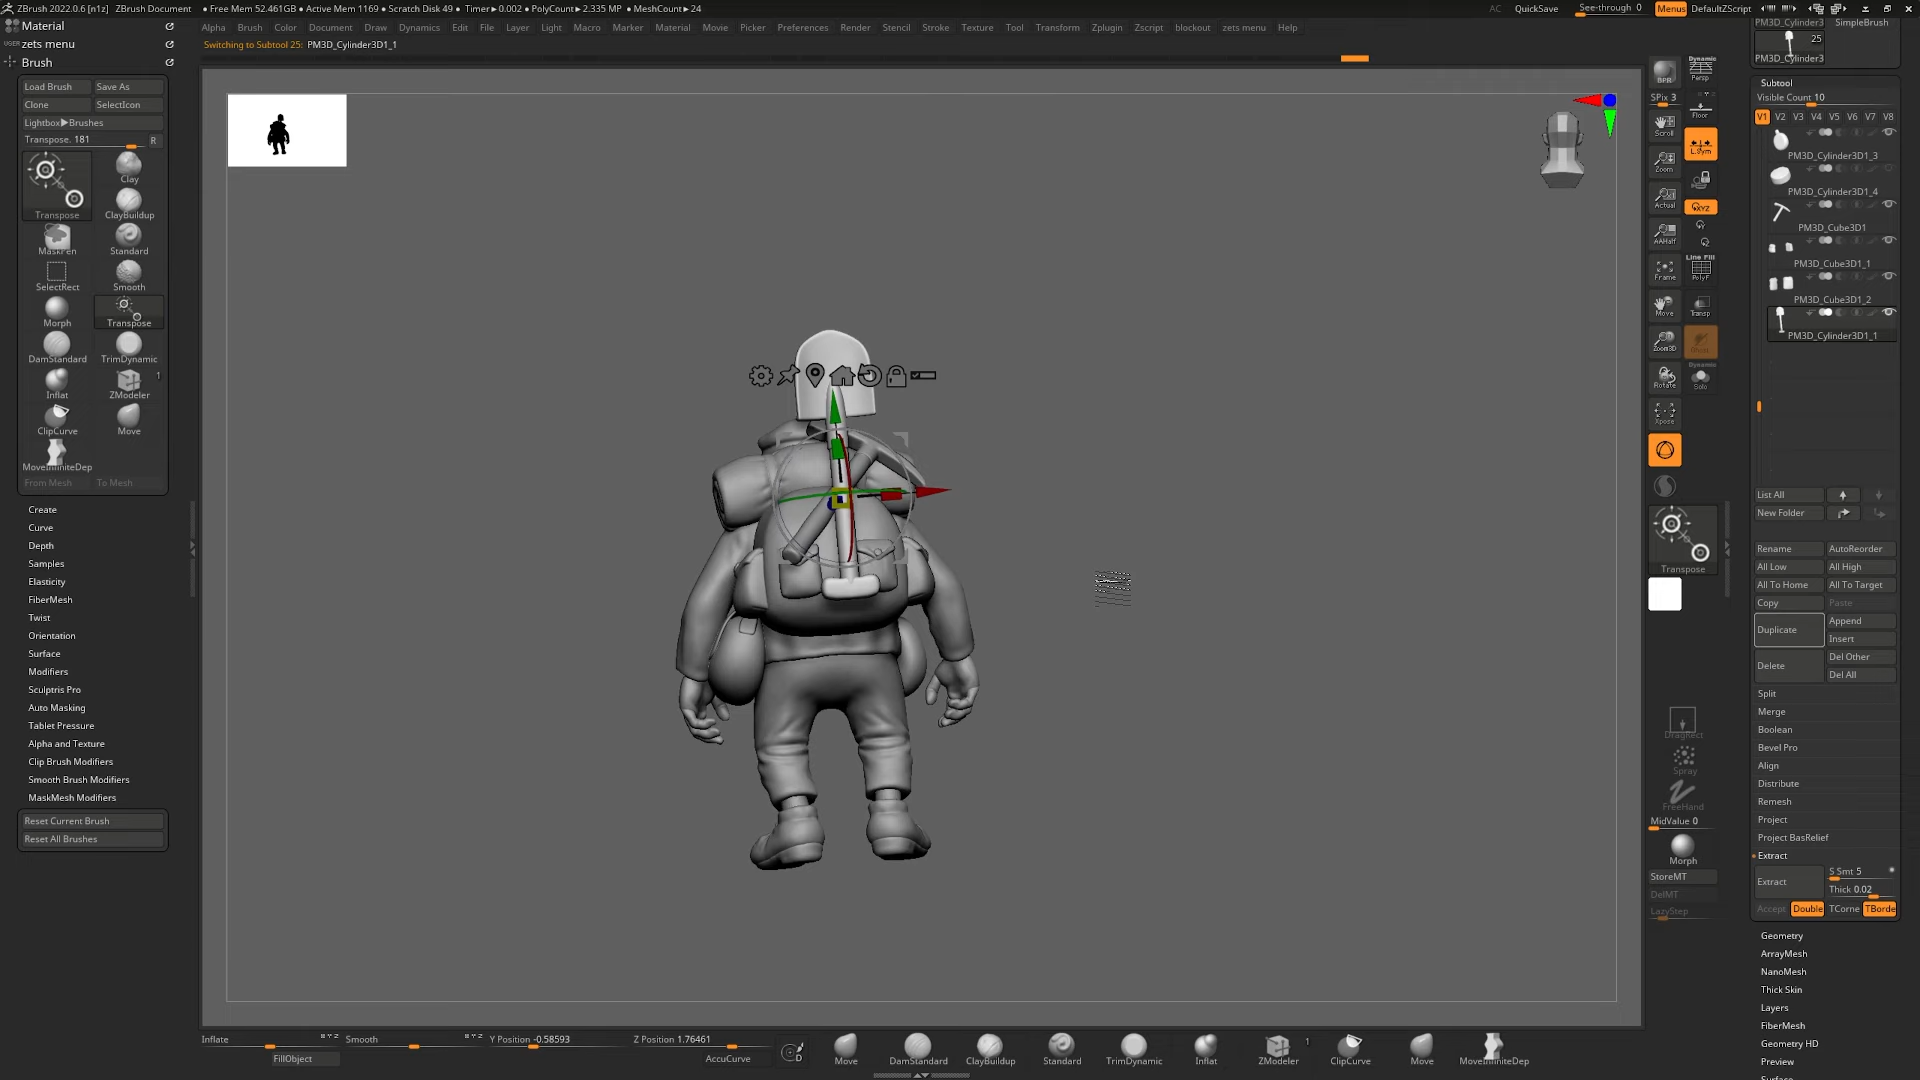 ZBrush 2022.0.6 [n1z] ZBrush Document • Free Mem 52.461GB • Active Mem 1169 • Scratch Disk 49 • Timer▸0.002 • PolyCount▸2.335 MP • MeshCount▸24
AC QuickSave See-through 0 Menus DefaultZScript
Material
zets menu
Brush
Alpha Brush Color Document Draw Dynamics Edit File Layer Light Macro Marker Material Movie Picker Preferences Render Stencil Stroke Texture Tool Transform Zplugin Zscript blockout zets menu Help
Switching to Subtool 25: PM3D_Cylinder3D1_1
Load Brush Save As
Clone SelectIcon
Lightbox▶Brushes
Transpose. 181 R
Transpose
Clay
ClayBuildup
MaskPen Standard
SelectRect Smooth
Morph Transpose
DamStandard TrimDynamic
Inflat ZModeler 1
ClipCurve Move
MoveInfiniteDep
From Mesh To Mesh
Create
Curve
Depth
Samples
Elasticity
FiberMesh
Twist
Orientation
Surface
Modifiers
Sculptris Pro
Auto Masking
Tablet Pressure
Alpha and Texture
Clip Brush Modifiers
Smooth Brush Modifiers
MaskMesh Modifiers
Reset Current Brush
Reset All Brushes
BPR
SPix 3
Scroll
Zoom
Actual
AAHalf
Frame
Move
Zoom3D
Rotate
Xpose
Dynamic
Persp
Floor
L.Sym
Line Fill
PolyF
Transp
Dynamic
Solo
Transpose
DragRect
Spray
FreeHand
MidValue 0
Morph
StoreMT
DelMT
LazyStep
PM3D_Cylinder3 SimpleBrush
25
PM3D_Cylinder3
Subtool
Visible Count 10
V1 V2 V3 V4 V5 V6 V7 V8
PM3D_Cylinder3D1_3
PM3D_Cylinder3D1_4
PM3D_Cube3D1
PM3D_Cube3D1_1
PM3D_Cube3D1_2
PM3D_Cylinder3D1_1
List All
New Folder
Rename AutoReorder
All Low All High
All To Home All To Target
Copy Paste
Duplicate Append
Insert
Delete Del Other
Del All
Split
Merge
Boolean
Bevel Pro
Align
Distribute
Remesh
Project
Project BasRelief
Extract
Extract S Smt 5
Thick 0.02
Accept Double TCorne TBorde
Geometry
ArrayMesh
NanoMesh
Thick Skin
Layers
FiberMesh
Geometry HD
Preview
Inflate Smooth Y Position -0.58593 Z Position 1.76461
FillObject AccuCurve
D
Move DamStandard ClayBuildup Standard TrimDynamic Inflat ZModeler 1 ClipCurve Move MoveInfiniteDep